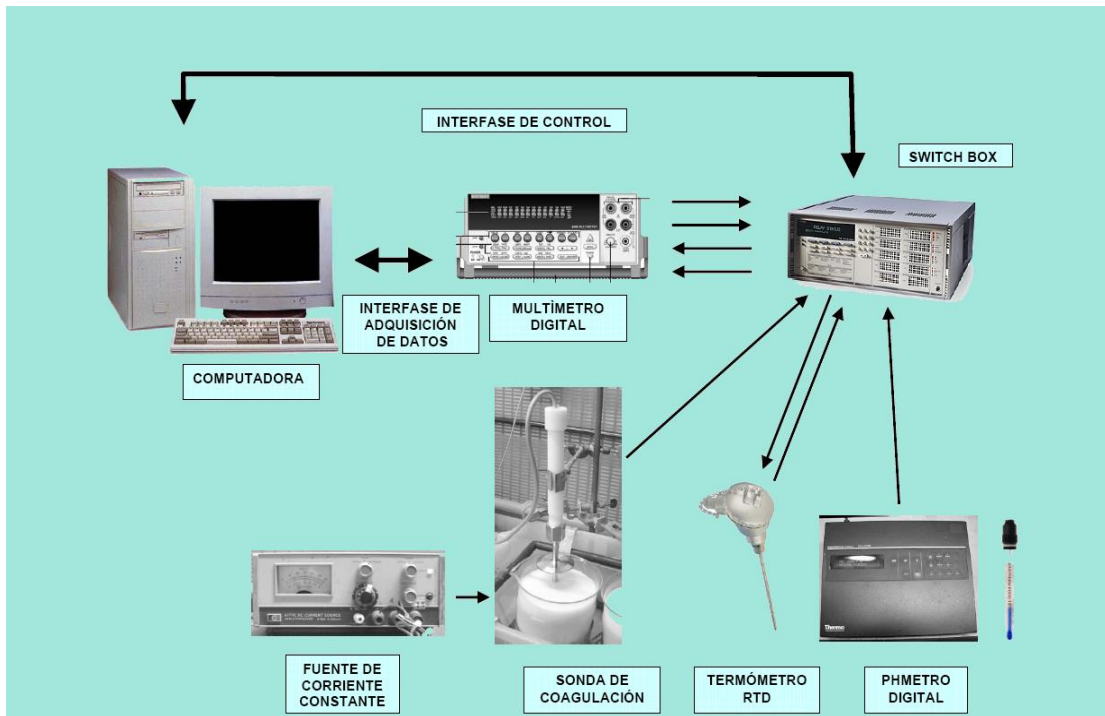 INTERFASE DE CONTROL
SWITCH BOX
INTERFASE DE
ADQUISICIÓN
DE DATOS
MULTÌMETRO
DIGITAL
COMPUTADORA
Thermo
FUENTE DE
CORRIENTE
CONSTANTE
SONDA DE
COAGULACIÓN
TERMÓMETRO
RTD
PHMETRO
DIGITAL